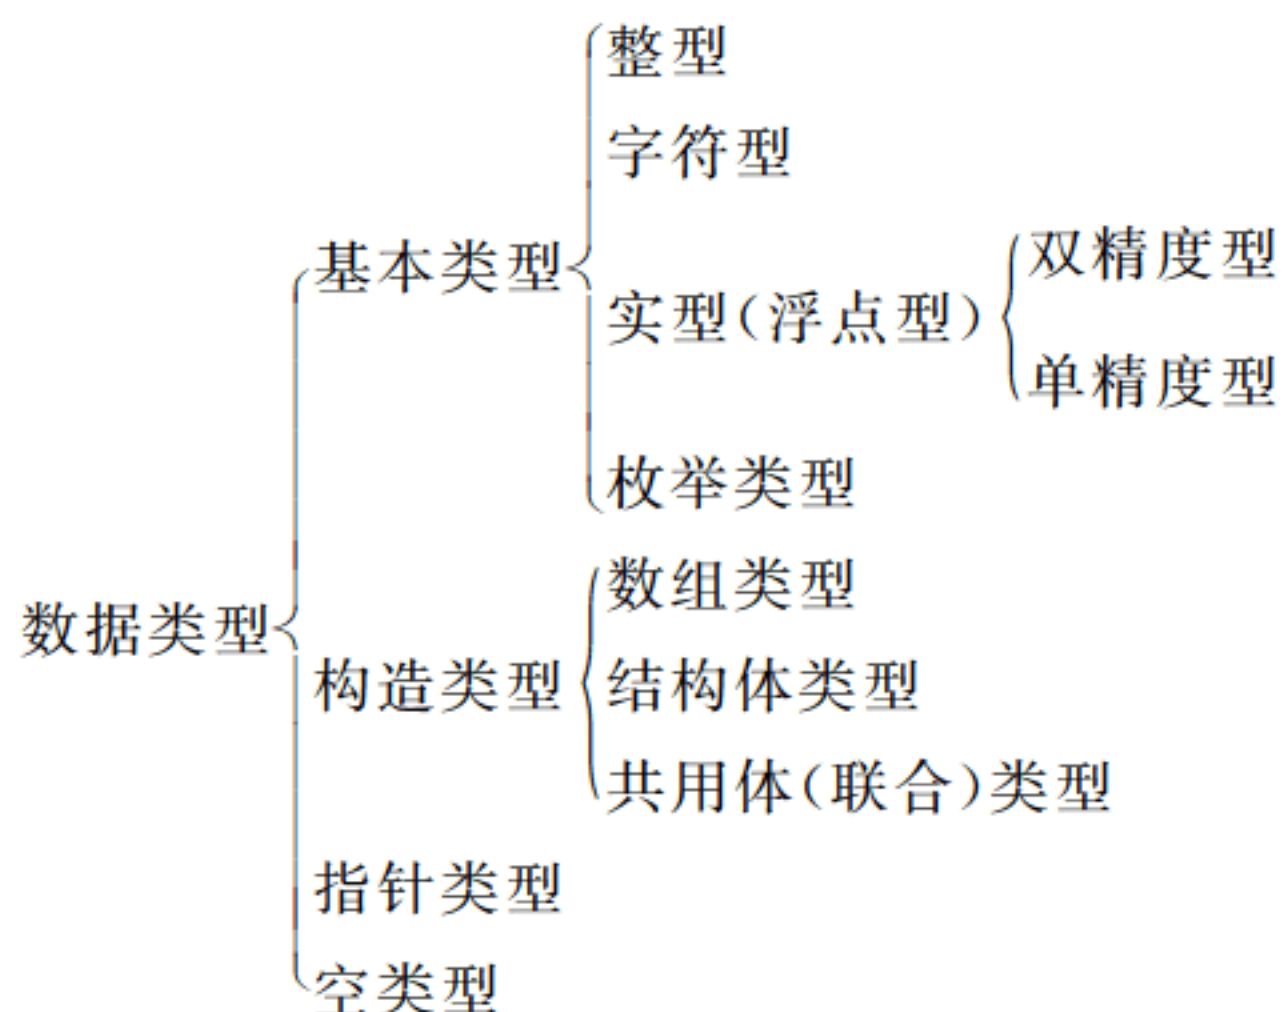 数据类型
基本类型
整型
字符型
实型(浮点型)
双精度型
单精度型
枚举类型
构造类型
数组类型
结构体类型
共用体(联合)类型
指针类型
空类型